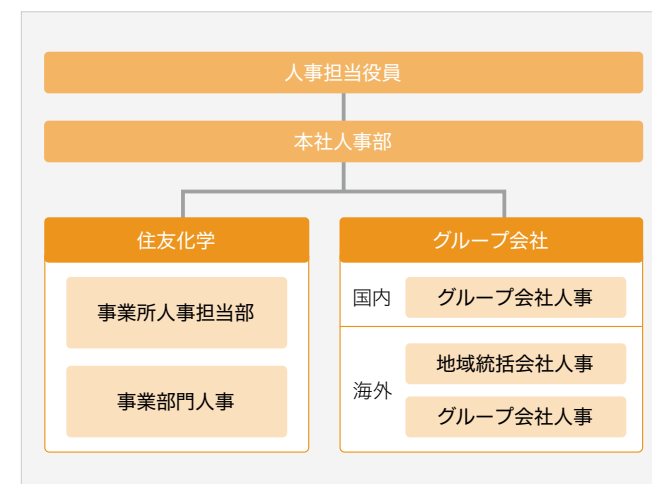 人事担当役員
本社人事部
住友化学
事業所人事担当部
事業部門人事
グループ会社
国内
グループ会社人事
海外
地域統括会社人事
グループ会社人事